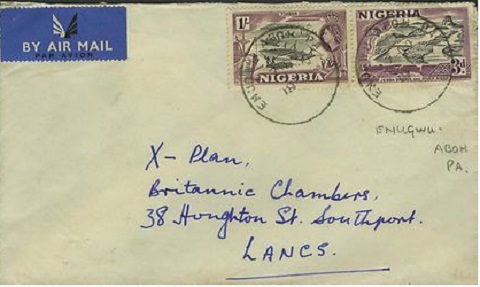 BY AIR MAIL
PAR AVION
1/-
NIGERIA
NIGERIA
3d
ENUGWU.
ABOH
PA.
X- Plan,
Britannic Chambers,
38 Houghton St. Southport.
LANCS.